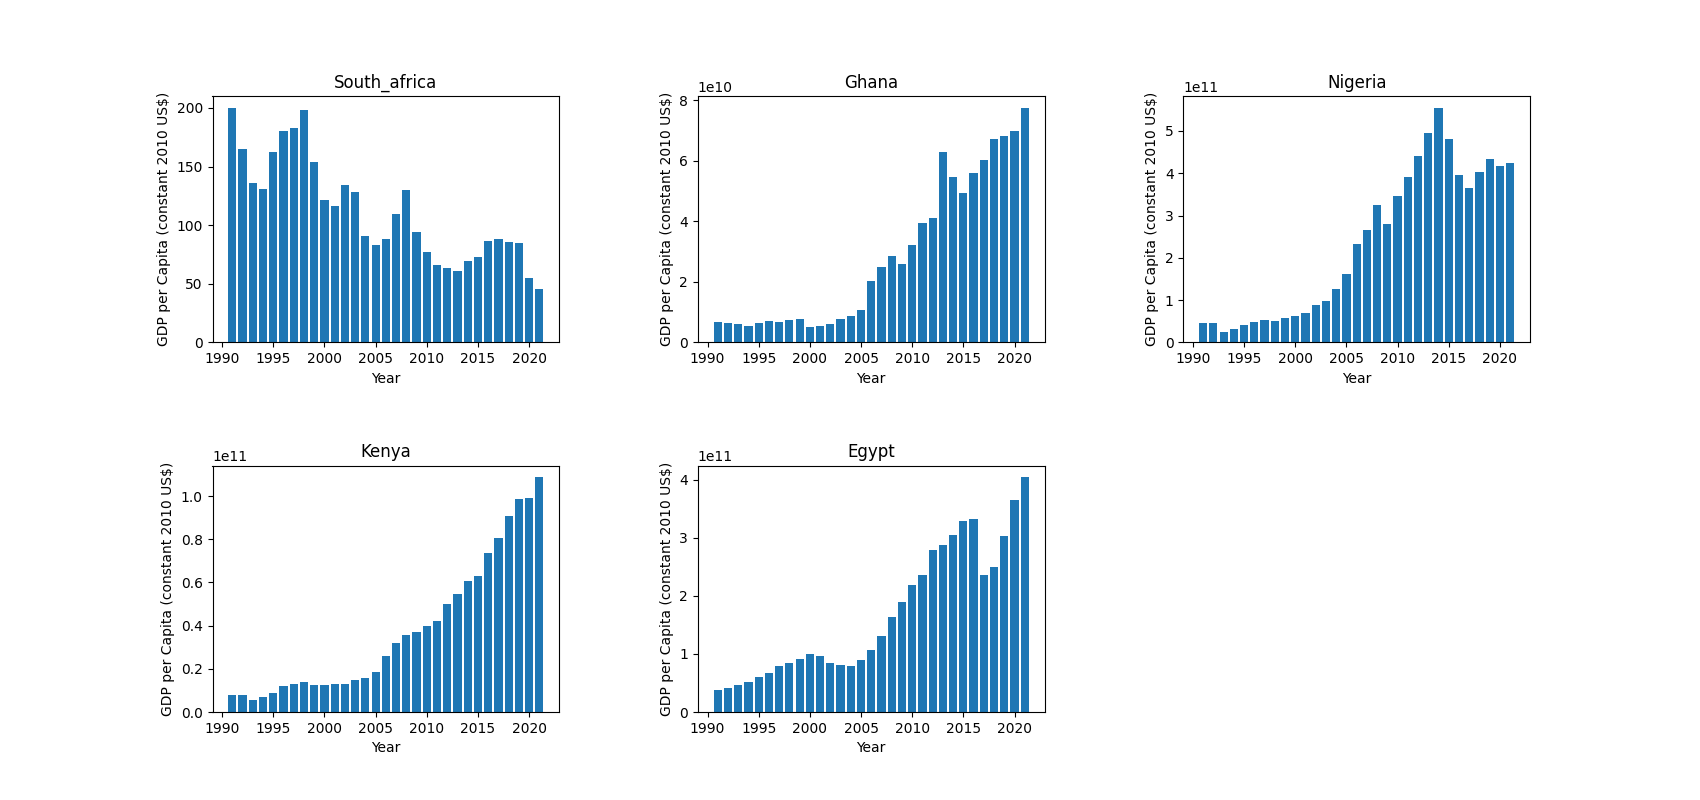 South_africa
GDP per Capita (constant 2010 US$)
200
150
100
50
0
1990 1995 2000 2005 2010 2015 2020
Year
Ghana
1e10
GDP per Capita (constant 2010 US$)
8
6
4
2
0
1990 1995 2000 2005 2010 2015 2020
Year
Nigeria
1e11
GDP per Capita (constant 2010 US$)
5
4
3
2
1
0
1990 1995 2000 2005 2010 2015 2020
Year
Kenya
1e11
GDP per Capita (constant 2010 US$)
1.0
0.8
0.6
0.4
0.2
0.0
1990 1995 2000 2005 2010 2015 2020
Year
Egypt
1e11
GDP per Capita (constant 2010 US$)
4
3
2
1
0
1990 1995 2000 2005 2010 2015 2020
Year